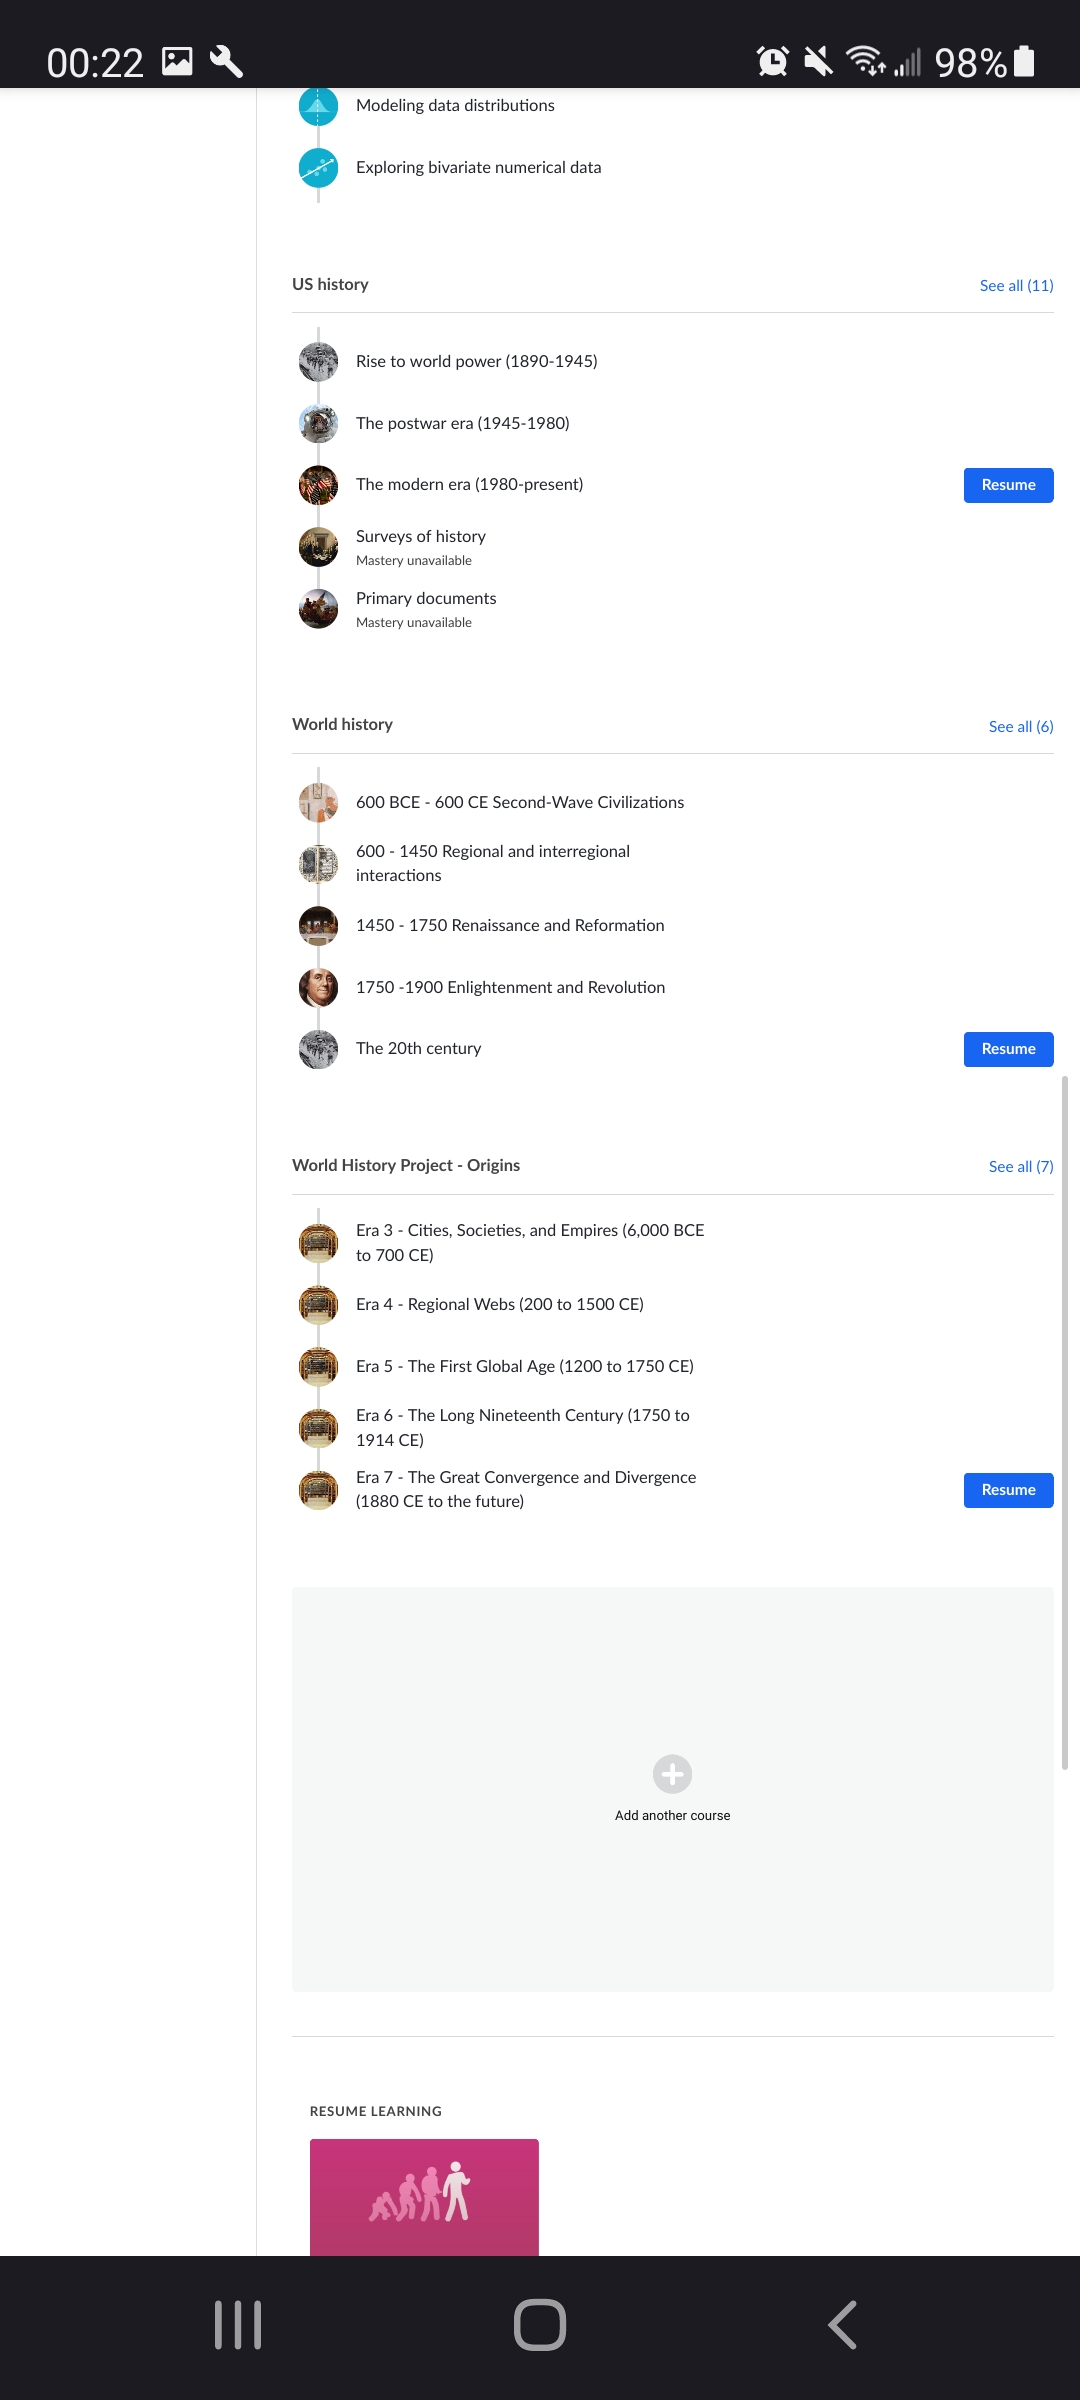 00:22
98%
Modeling data distributions
Exploring bivariate numerical data
US history
See all (11)
Rise to world power (1890-1945)
The postwar era (1945-1980)
The modern era (1980-present)
Resume
Surveys of history
Mastery unavailable
Primary documents
Mastery unavailable
World history
See all (6)
600 BCE - 600 CE Second-Wave Civilizations
600 - 1450 Regional and interregional
interactions
1450 - 1750 Renaissance and Reformation
1750 -1900 Enlightenment and Revolution
The 20th century
Resume
World History Project - Origins
See all (7)
Era 3 - Cities, Societies, and Empires (6,000 BCE
to 700 CE)
Era 4 - Regional Webs (200 to 1500 CE)
Era 5 - The First Global Age (1200 to 1750 CE)
Era 6 - The Long Nineteenth Century (1750 to
1914 CE)
Era 7 - The Great Convergence and Divergence
(1880 CE to the future)
Resume
Add another course
RESUME LEARNING